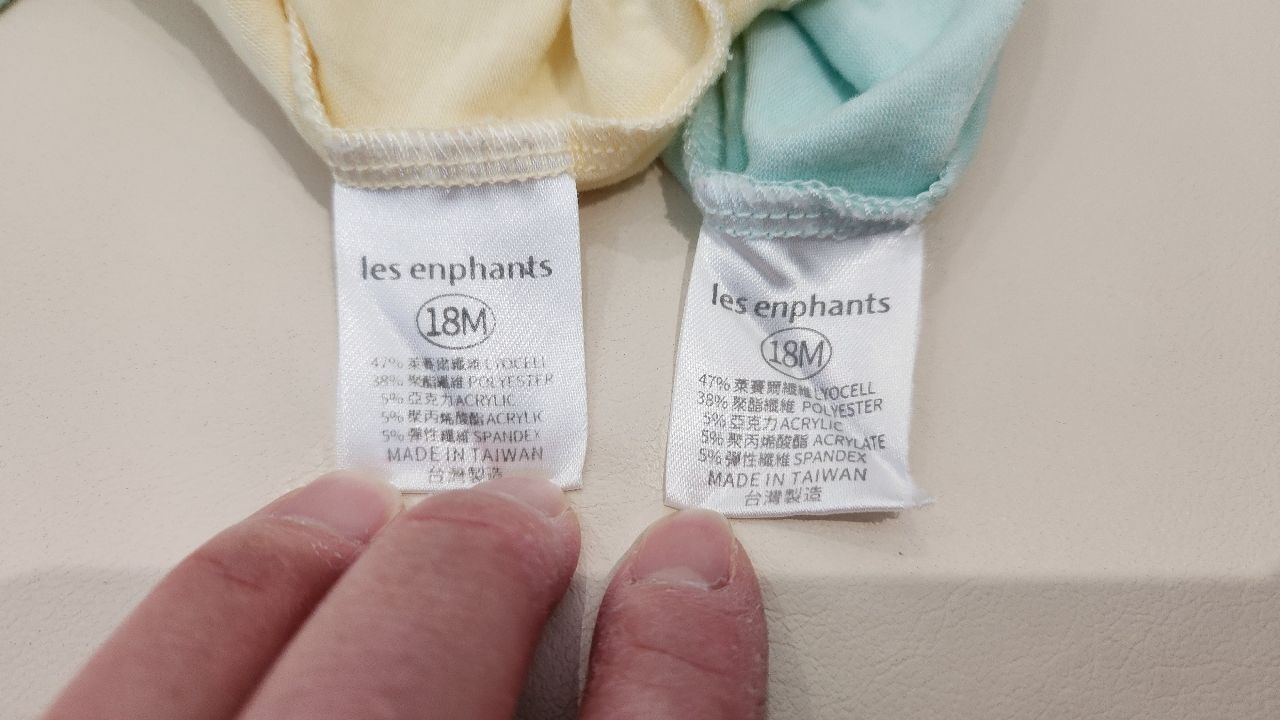 les enphants
18M
47% 萊賽爾纖維 LYOCELL
38% 聚酯纖維 POLYESTER
5% 亞克力 ACRYLIC
5% 聚丙烯酸酯 ACRYLIC
5% 彈性纖維 SPANDEX
MADE IN TAIWAN
台灣製造
les enphants
18M
47% 萊賽爾纖維 LYOCELL
38% 聚酯纖維 POLYESTER
5% 亞克力 ACRYLIC
5% 聚丙烯酸酯 ACRYLATE
5% 彈性纖維 SPANDEX
MADE IN TAIWAN
台灣製造